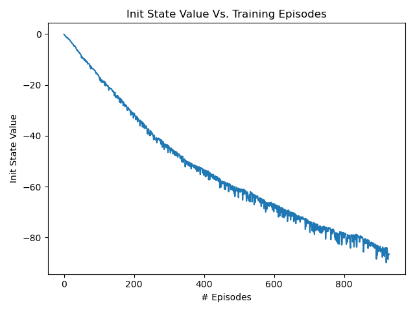 Init State Value Vs. Training Episodes
Init State Value
0
−20
−40
−60
−80
0 200 400 600 800
# Episodes